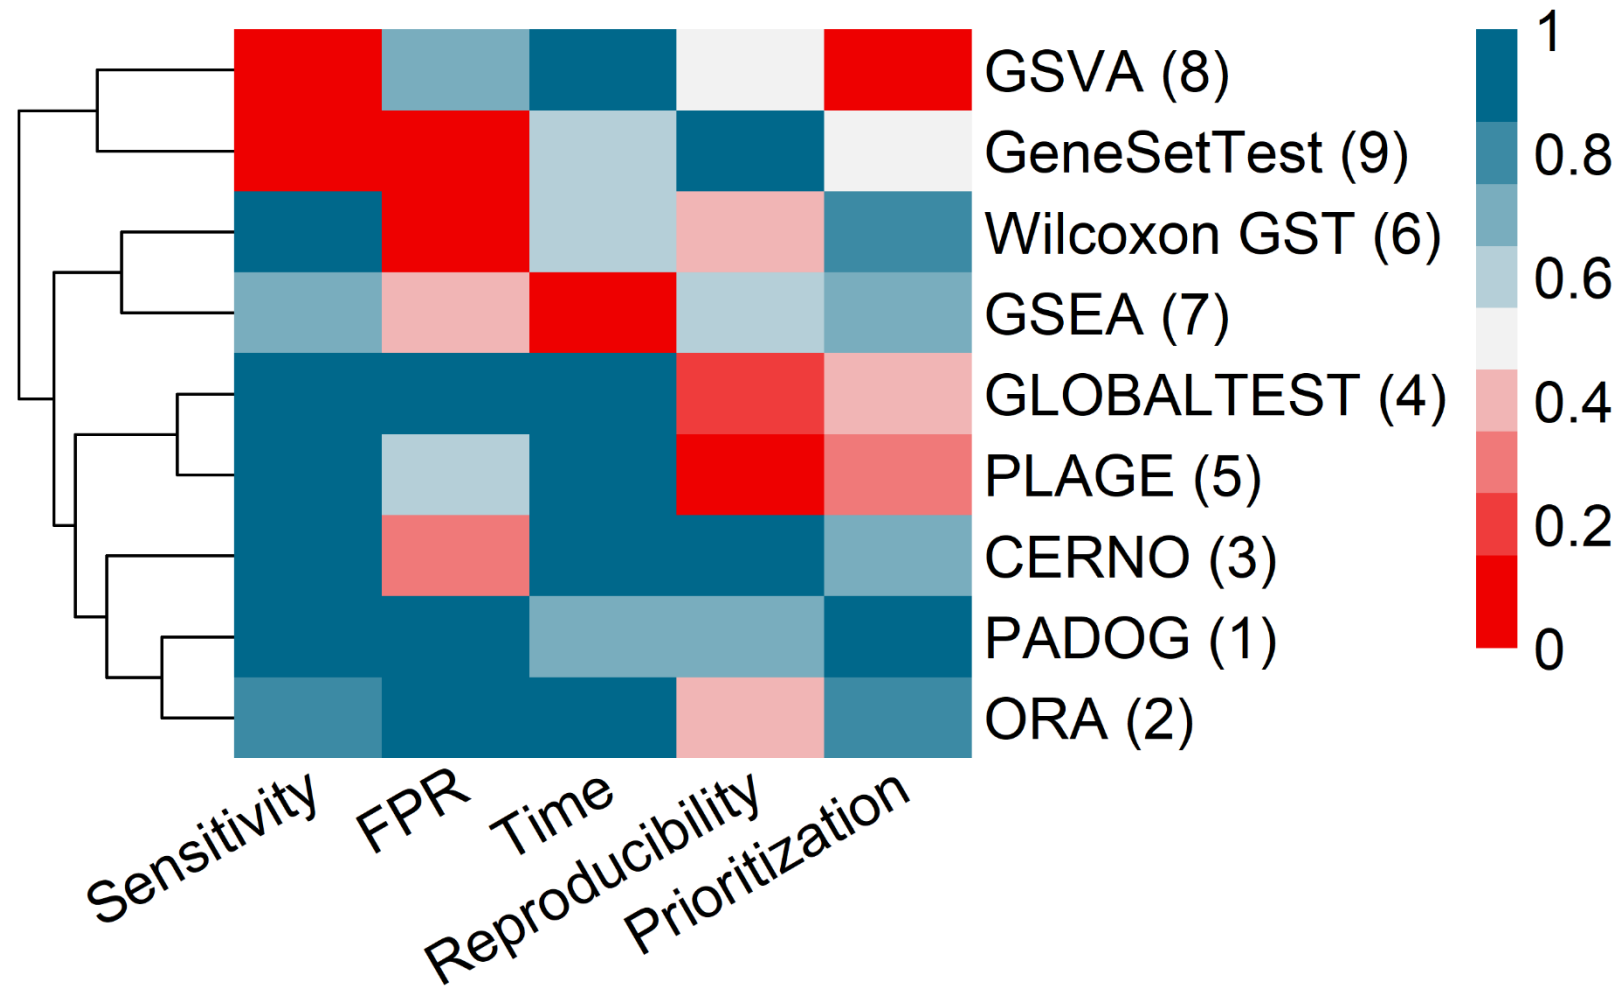 GSVA (8)
GeneSetTest (9)
Wilcoxon GST (6)
GSEA (7)
GLOBALTEST (4)
PLAGE (5)
CERNO (3)
PADOG (1)
ORA (2)
1
0.8
0.6
0.4
0.2
0
Sensitivity
FPR
Time
Reproducibility
Prioritization